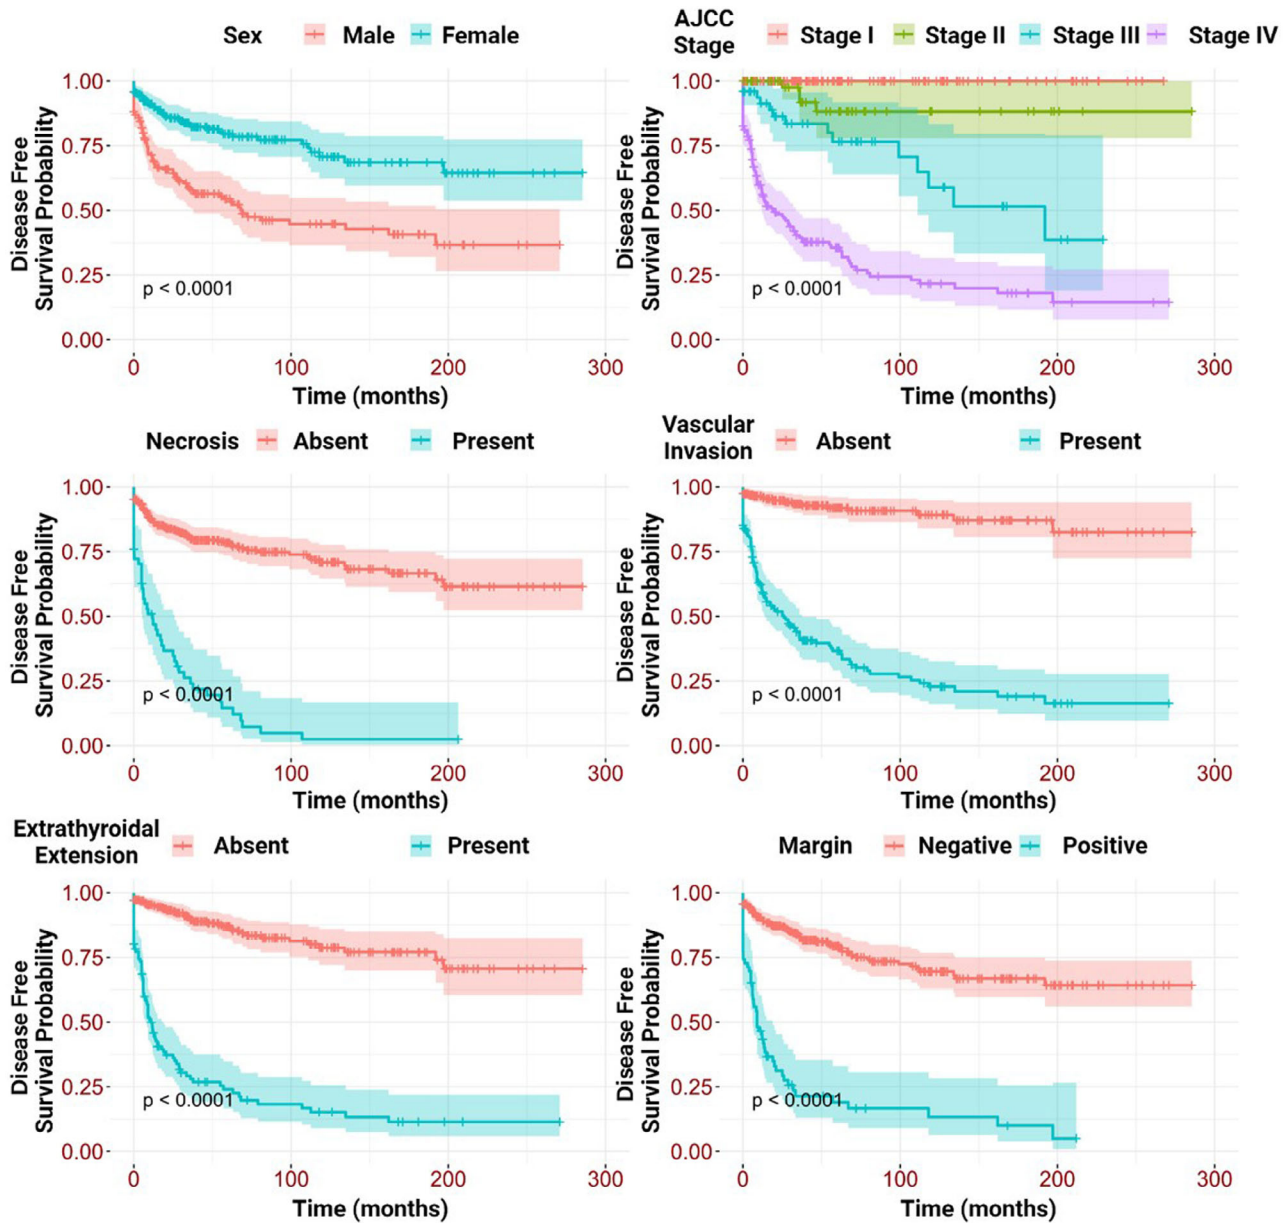 Sex Male Female
1.00
0.75
0.50
0.25
0.00
Disease Free
Survival Probability
p < 0.0001
0 100 200 300
Time (months)
AJCC
Stage
Stage I Stage II Stage III Stage IV
1.00
0.75
0.50
0.25
0.00
Disease Free
Survival Probability
p < 0.0001
0 100 200 300
Time (months)
Necrosis Absent Present
1.00
0.75
0.50
0.25
0.00
Disease Free
Survival Probability
p < 0.0001
0 100 200 300
Time (months)
Vascular
Invasion
Absent Present
1.00
0.75
0.50
0.25
0.00
Disease Free
Survival Probability
p < 0.0001
0 100 200 300
Time (months)
Extrathyroidal
Extension
Absent Present
1.00
0.75
0.50
0.25
0.00
Disease Free
Survival Probability
p < 0.0001
0 100 200 300
Time (months)
Margin Negative Positive
1.00
0.75
0.50
0.25
0.00
Disease Free
Survival Probability
p < 0.0001
0 100 200 300
Time (months)